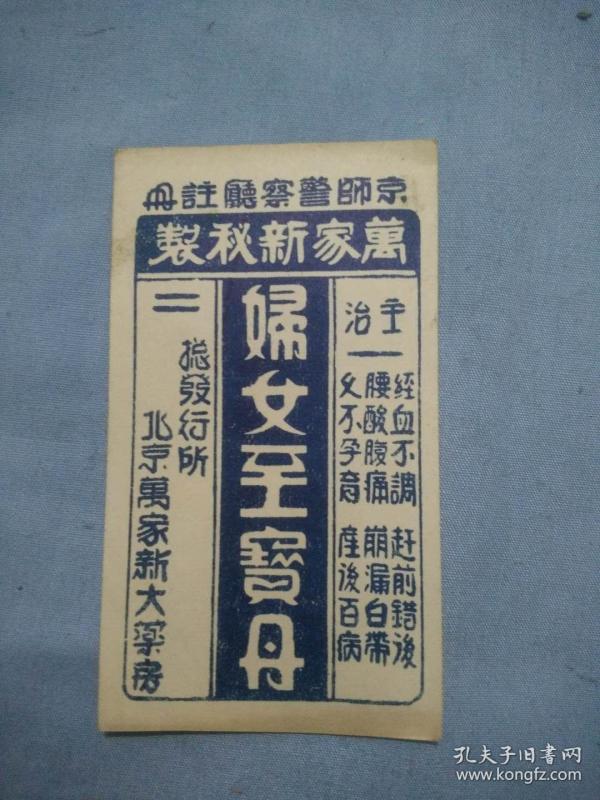 京師警察廳註冊
萬家新秘製
主治
經血不調 赶前錯後
腰酸腹痛 崩漏白帶
久不孕育 產後百病
婦女至寶丹
總發行所
北京萬家新大藥房
孔夫子旧书网
www.kongfz.com